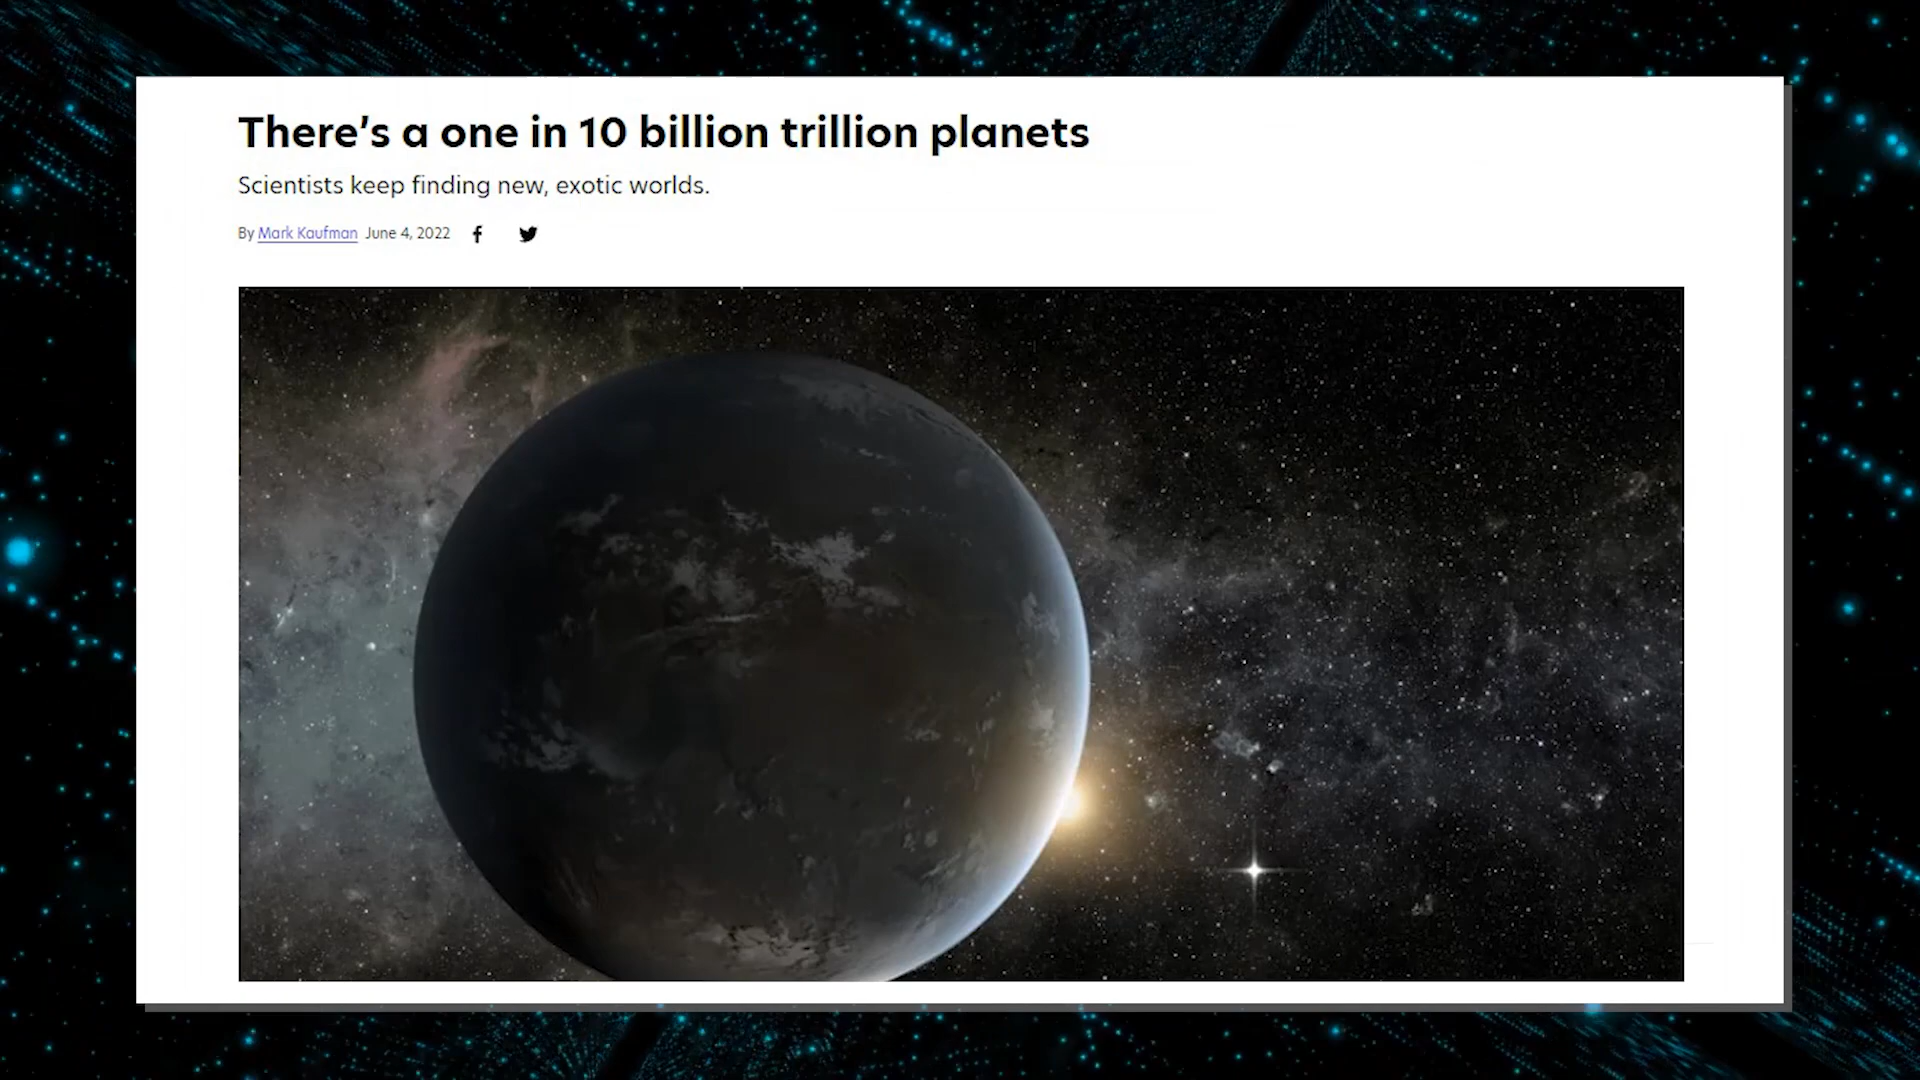 There's a one in 10 billion trillion planets
Scientists keep finding new, exotic worlds.
By Mark Kaufman June 4, 2022